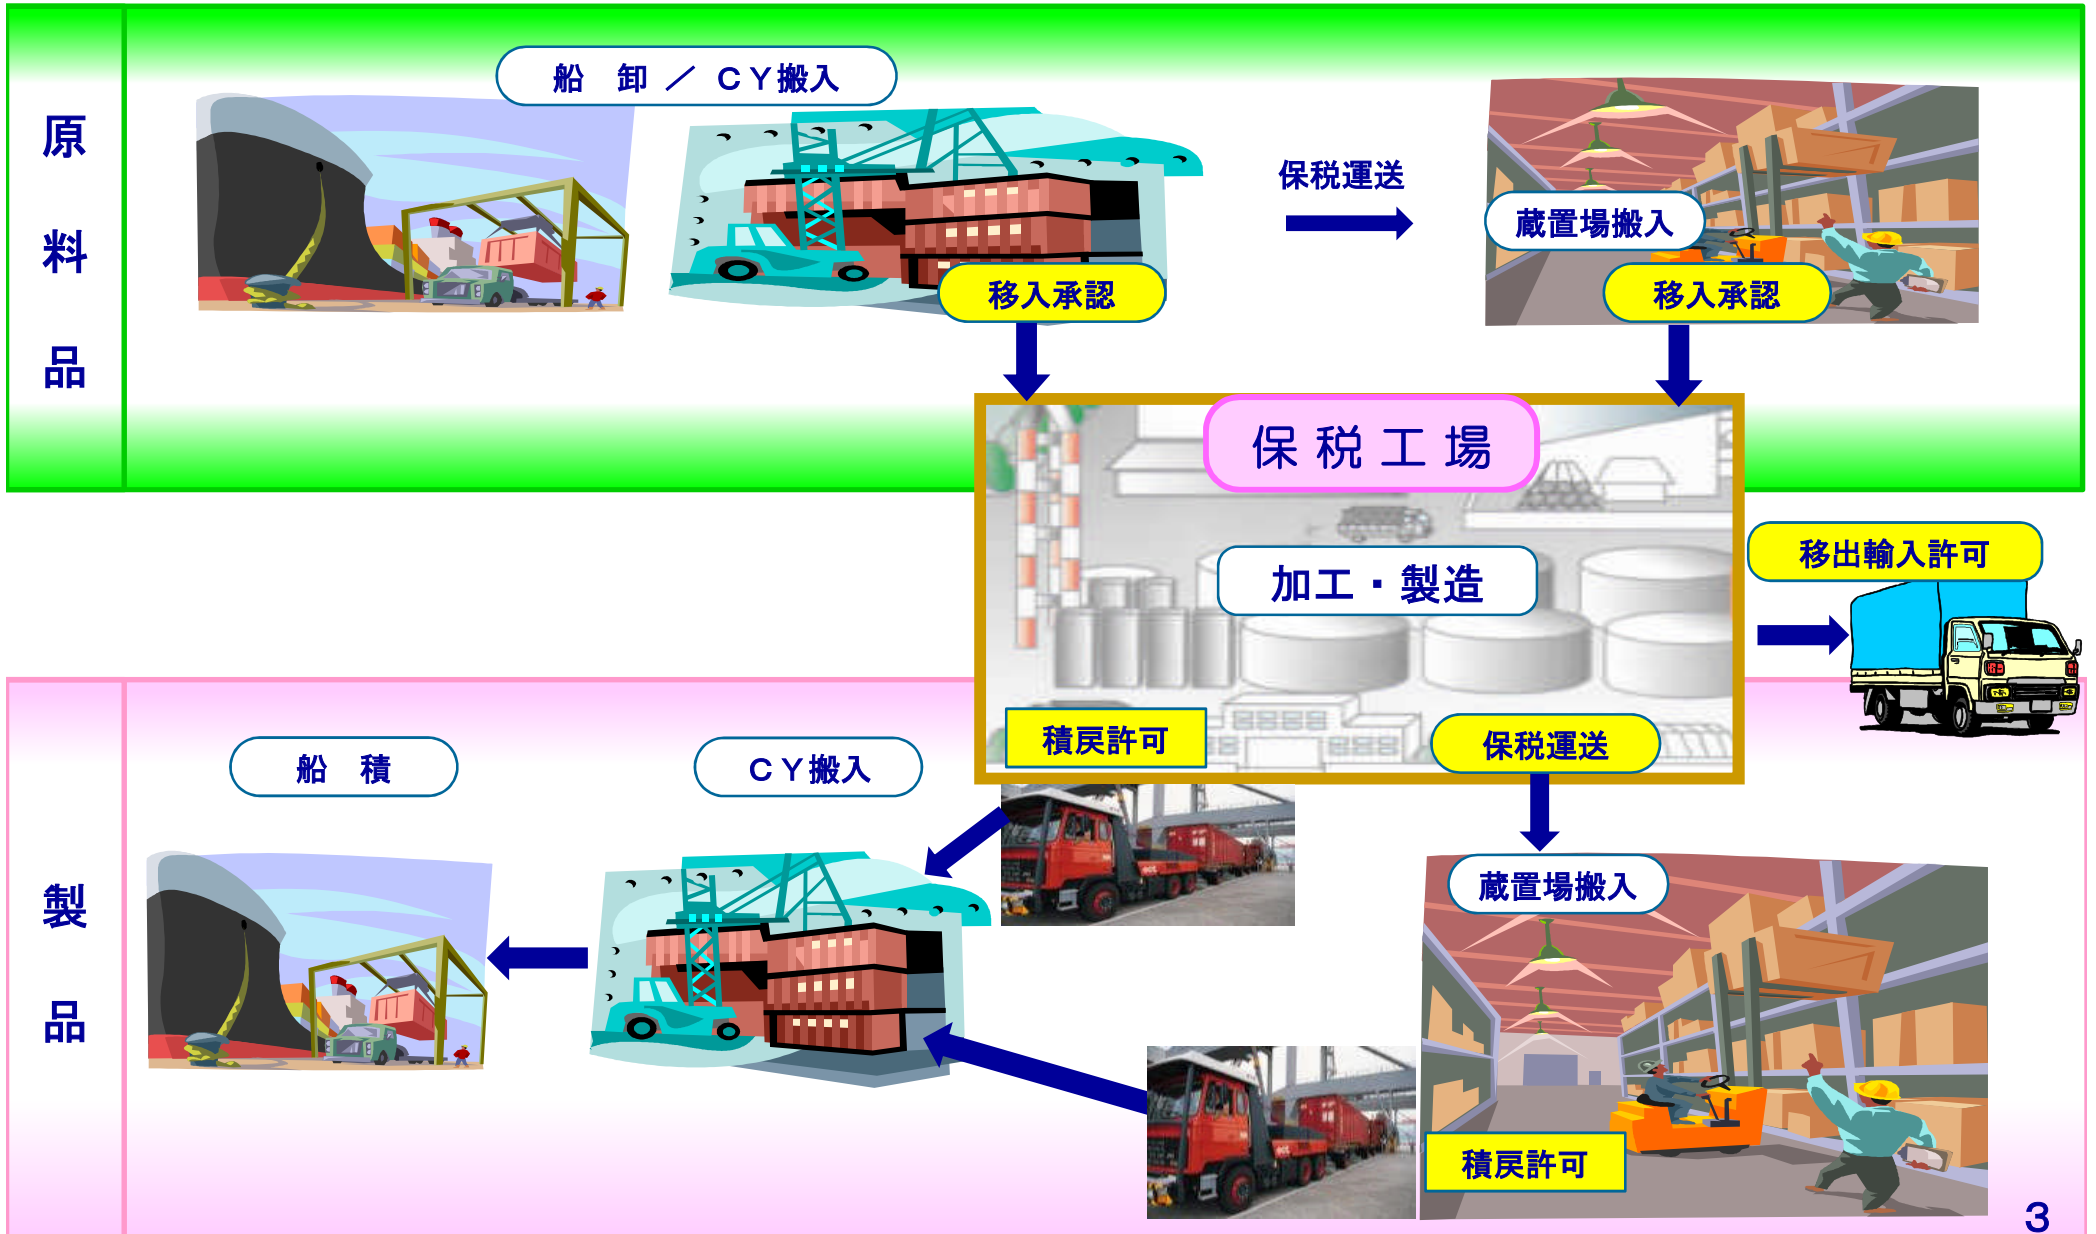 原料品
船 卸 ／ ＣＹ搬入
保税運送
蔵置場搬入
移入承認
移入承認
保税工場
加工・製造
移出輸入許可
積戻許可
保税運送
製品
船 積
ＣＹ搬入
蔵置場搬入
積戻許可
3